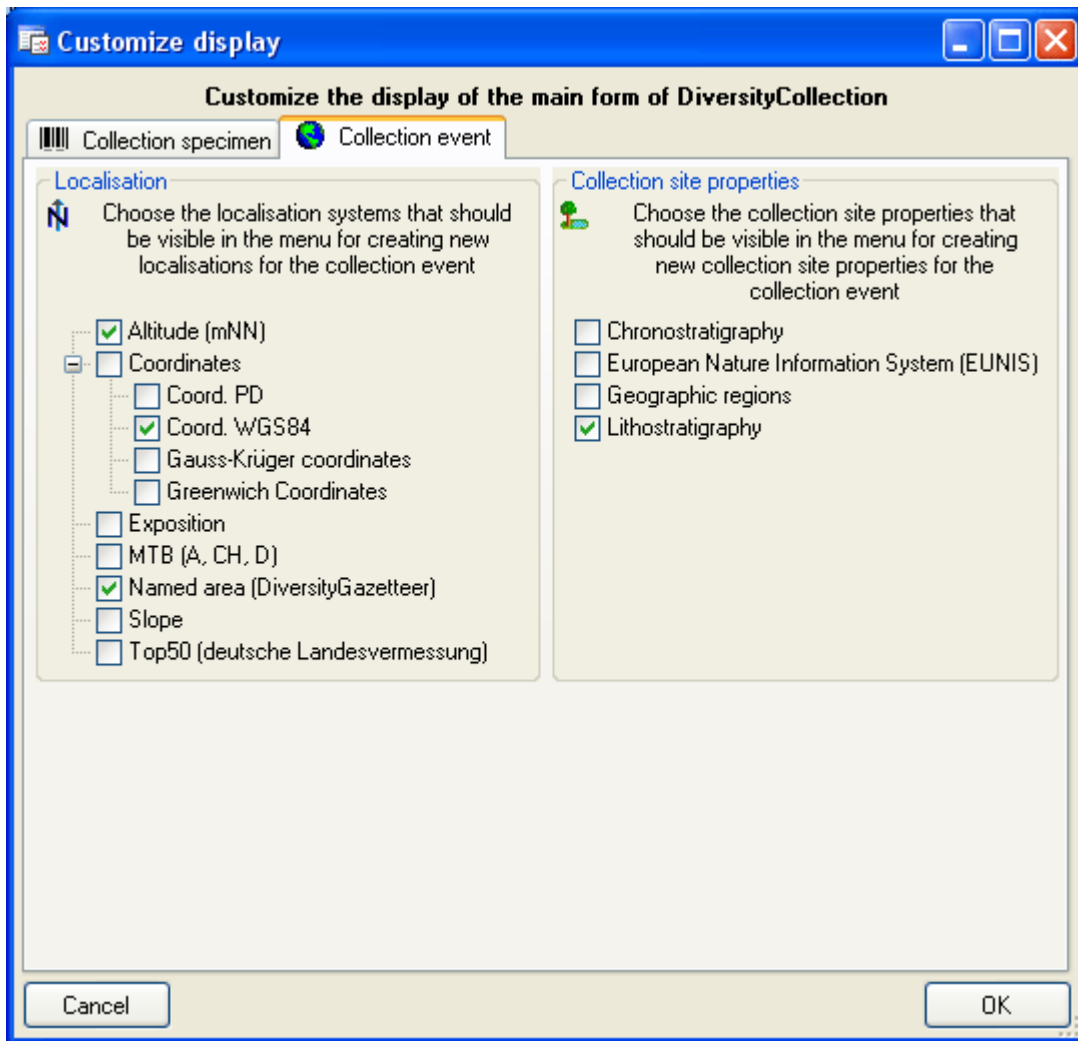 Customize display
Customize the display of the main form of DiversityCollection
Collection specimen
Collection event
Localisation
Choose the localisation systems that should
be visible in the menu for creating new
localisations for the collection event
Altitude (mNN)
Coordinates
Coord. PD
Coord. WGS84
Gauss-Krüger coordinates
Greenwich Coordinates
Exposition
MTB (A, CH, D)
Named area (DiversityGazetteer)
Slope
Top50 (deutsche Landesvermessung)
Collection site properties
Choose the collection site properties that
should be visible in the menu for creating
new collection site properties for the
collection event
Chronostratigraphy
European Nature Information System (EUNIS)
Geographic regions
Lithostratigraphy
Cancel
OK